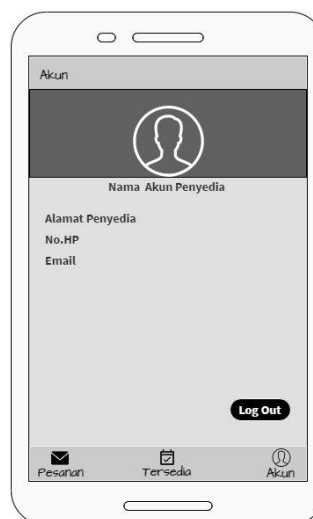 Akun
Nama Akun Penyedia
Alamat Penyedia
No.HP
Email
Log Out
Pesanan Tersedia Akun